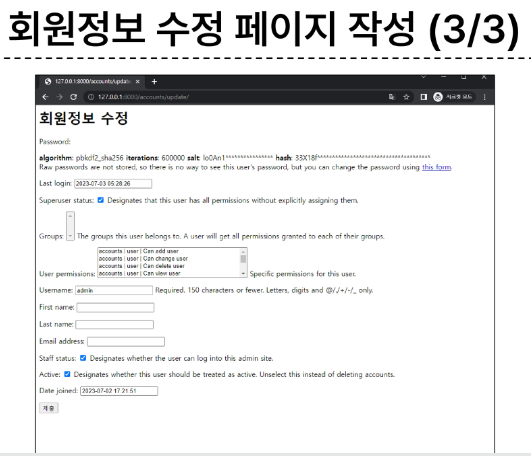 회원정보 수정 페이지 작성 (3/3)
127.0.0.1:8000/accounts/update
127.0.0.1:8000/accounts/update/
시크릿 모드
회원정보 수정
Password:
algorithm: pbkdf2_sha256 iterations: 600000 salt: lo0An1**************** hash: 33X18f**************************************
Raw passwords are not stored, so there is no way to see this user's password, but you can change the password using this form.
Last login: 2023-07-03 05:28:26
Superuser status: Designates that this user has all permissions without explicitly assigning them.
Groups: The groups this user belongs to. A user will get all permissions granted to each of their groups.
accounts | user | Can add user
accounts | user | Can change user
accounts | user | Can delete user
accounts | user | Can view user
User permissions: Specific permissions for this user.
Username: admin Required. 150 characters or fewer. Letters, digits and @/./+/-/_ only.
First name:
Last name:
Email address:
Staff status: Designates whether the user can log into this admin site.
Active: Designates whether this user should be treated as active. Unselect this instead of deleting accounts.
Date joined: 2023-07-02 17:21:51
제출